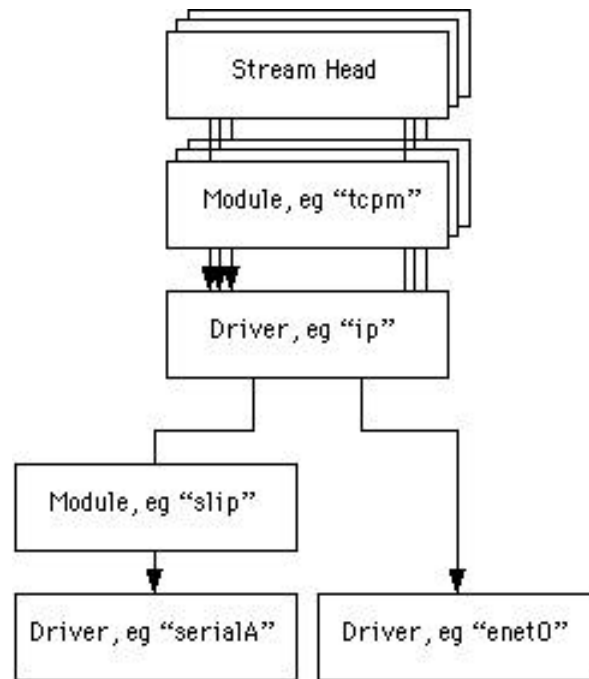 Stream Head
Module, eg “tcpm”
Driver, eg “ip”
Module, eg “slip”
Driver, eg “serialA”
Driver, eg “enet0”